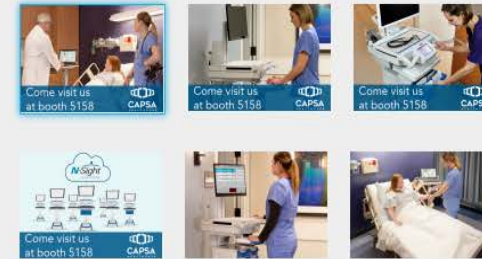 Come visit us
at booth 5158
CAPSA
Come visit us
at booth 5158
CAPSA
Come visit us
at booth 5158
CAPS
N-Sight
Come visit us
at booth 5158
CAPSA